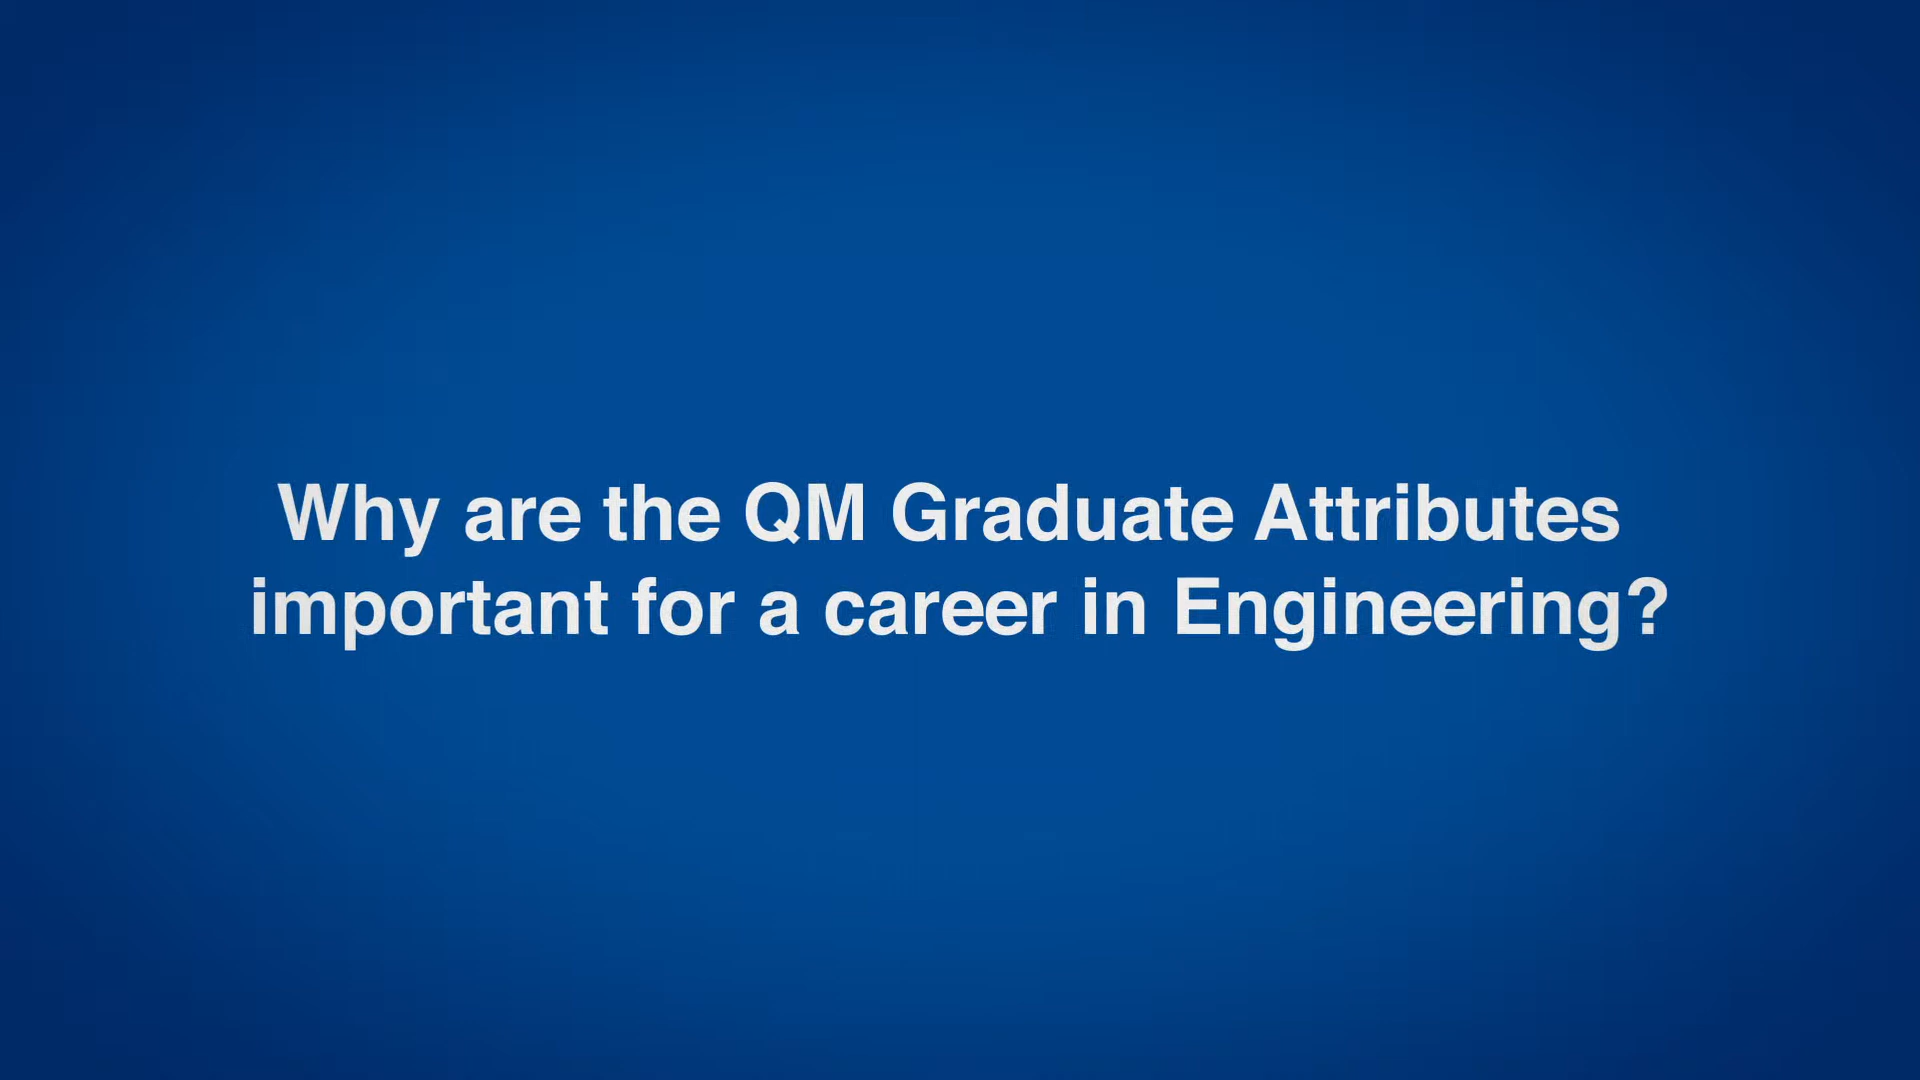 Why are the QM Graduate Attributes
important for a career in Engineering?